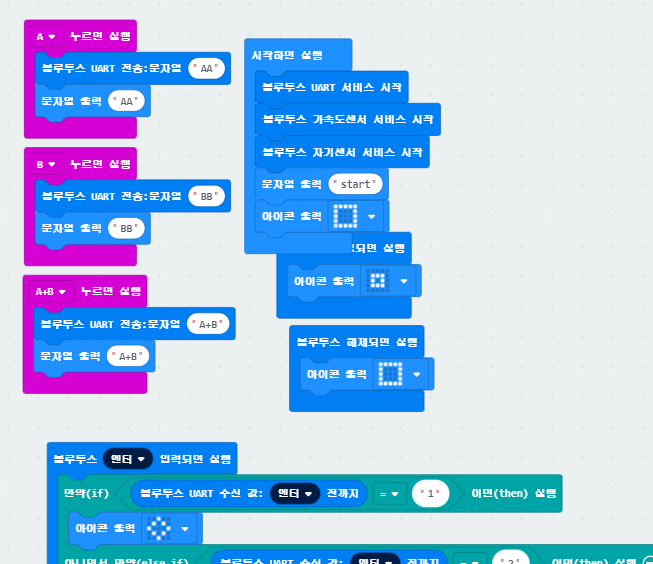 A 누르면 실행
블루투스 UART 전송:문자열 "AA"
문자열 출력 "AA"
B 누르면 실행
블루투스 UART 전송:문자열 "BB"
문자열 출력 "BB"
A+B 누르면 실행
블루투스 UART 전송:문자열 "A+B"
문자열 출력 "A+B"
시작하면 실행
블루투스 UART 서비스 시작
블루투스 가속도센서 서비스 시작
블루투스 자기센서 서비스 시작
문자열 출력 "start"
아이콘 출력
되면 실행
아이콘 출력
블루투스 해제되면 실행
아이콘 출력
블루투스 엔터 입력되면 실행
만약(if) 블루투스 UART 수신 값: 엔터 전까지 = "1" 이면(then) 실행
아이콘 출력
아니면서 만약(else if) 블루투스 UART 수신 값: 엔터 전까지 = "2" 이면(then) 실행